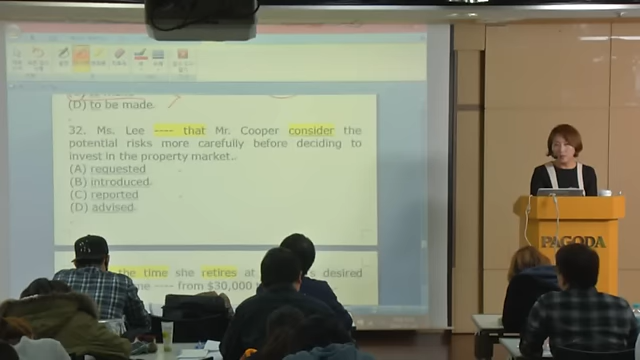 (D) to be made.
32. Ms. Lee ---- that Mr. Cooper consider the
potential risks more carefully before deciding to
invest in the property market..
(A) requested
(B) introduced
(C) reported
(D) advised
the time she retires at desired
---- from $30,000
PAGODA